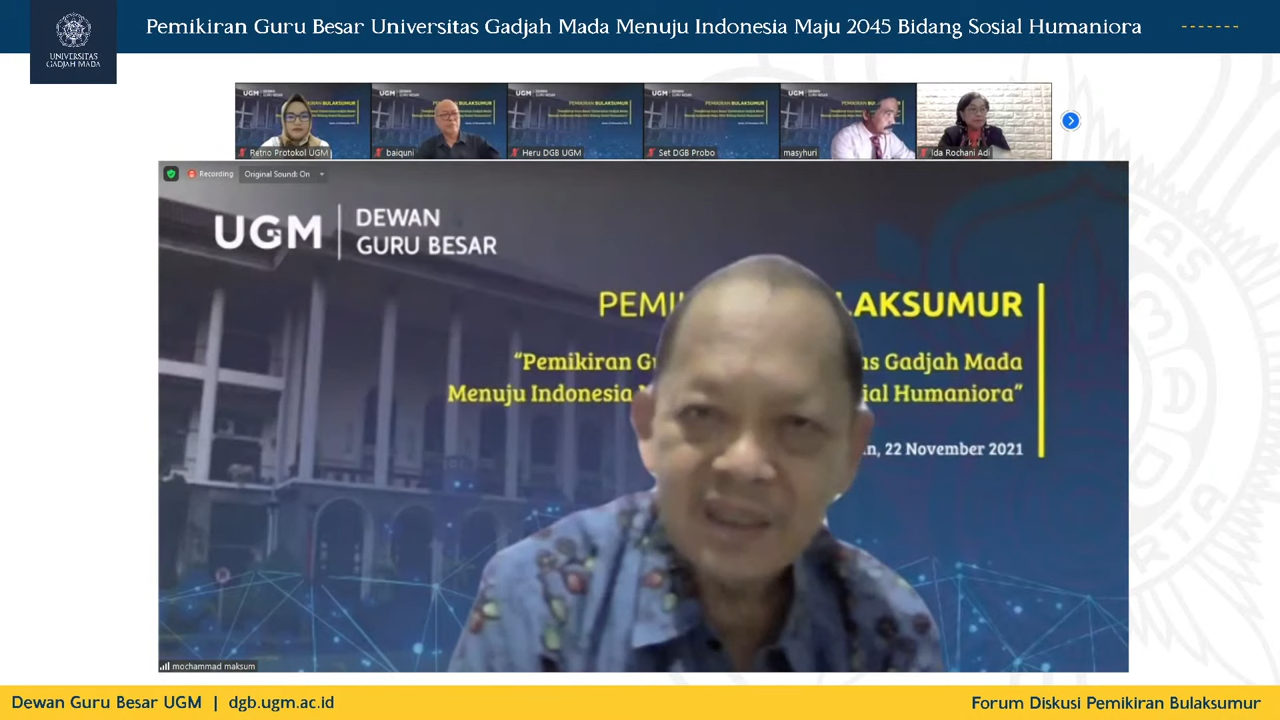 Pemikiran Guru Besar Universitas Gadjah Mada Menuju Indonesia Maju 2045 Bidang Sosial Humaniora
UNIVERSITAS
GADJAH MADA
Retno Protokol UGM
baiquni
Heru DGB UGM
Set DGB Probo
masyhuri
Ida Rochani Adi
Recording
Original Sound: On
UGM
DEWAN
GURU BESAR
PEMI BULAKSUMUR
"Pemikiran Gu as Gadjah Mada
Menuju Indonesia ial Humaniora"
n, 22 November 2021
mochammad maksum
Dewan Guru Besar UGM | dgb.ugm.ac.id
Forum Diskusi Pemikiran Bulaksumur